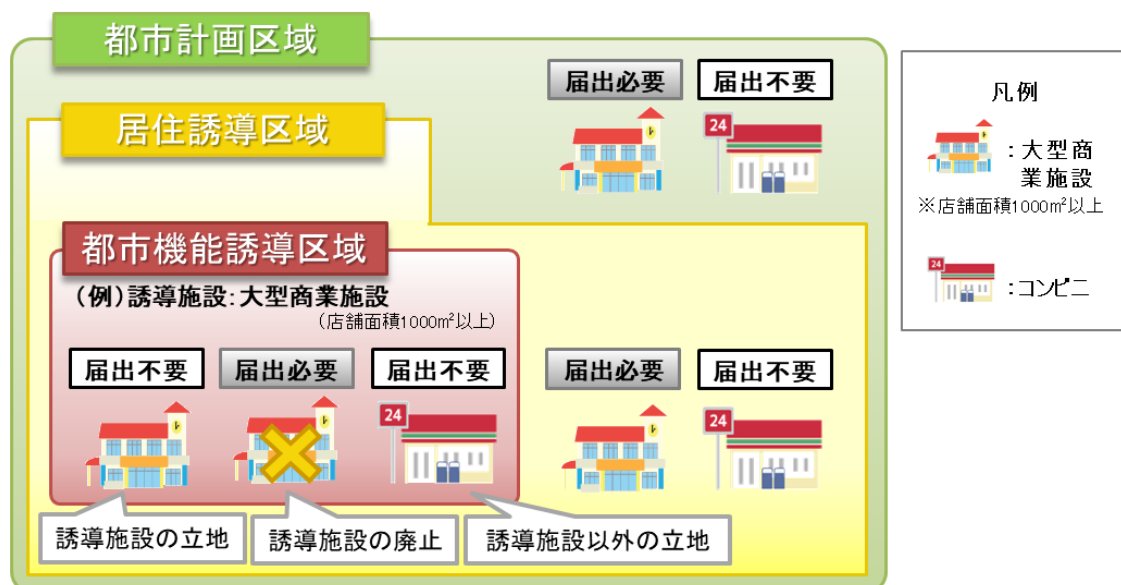 都市計画区域
届出必要
届出不要
24
居住誘導区域
都市機能誘導区域
（例）誘導施設：大型商業施設
（店舗面積1000㎡以上）
届出不要
届出必要
届出不要
24
届出必要
届出不要
24
誘導施設の立地
誘導施設の廃止
誘導施設以外の立地
凡例
：大型商
業施設
※店舗面積1000㎡以上
24
：コンビニ